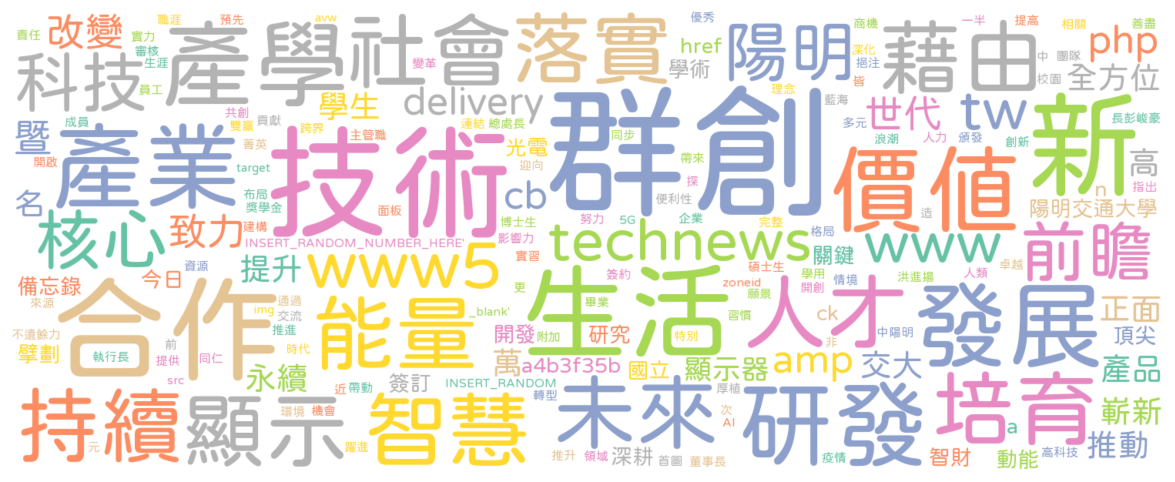 責任 職涯 預先 avw 優秀 商機 一半 提高 相關 善盡
改變 實力 產學 社會 落實 href 陽明 藉由 php
審核 生涯 變革 學術 深化 挹注 中 團隊
科技 員工 理念 皆 校園 全方位
共創 貢獻 delivery 藍海 世代 tw 新 長彭峻豪
暨 成員 雙贏 跨界 學生 連結 總處長 群創 同步 多元 人力 頒發 創新
產業 菁英 主管職 光電 浪潮 價值 高
開啟 target 技術 迎向 帶來 探 指出
名 布局 獎學金 cb 便利性 n 陽明交通大學
核心 致力 建構 面板 博士生 努力 5G 企業 完整 格局 造
INSERT_RANDOM_NUMBER_HERE' 影響力 technews 關鍵 www 前瞻
備忘錄 今日 資源 提升 www5 實習 簽約 碩士生 學用 情境 洪進揚 人類 卓越
來源 合作 通過 更 生活 願景 zoneid 開創 人才 發展 正面
img 能量 _blank' 畢業 習慣 ck
不遺餘力 交流 推進 開發 附加 研究 特別 非 中陽明 頂尖
擘劃 執行長 前 提供 同仁 時代 萬 a4b3f35b 國立 顯示器 amp 交大 產品
src 永續 近 帶動 簽訂 INSERT_RANDOM 轉型 厚植
持續 顯示 環境 機會 智慧 未來 次 AI 研發 培育 嶄新
元 躍進 推升 領域 深耕 首圖 董事長 疫情 智財 a 動能 高科技 推動